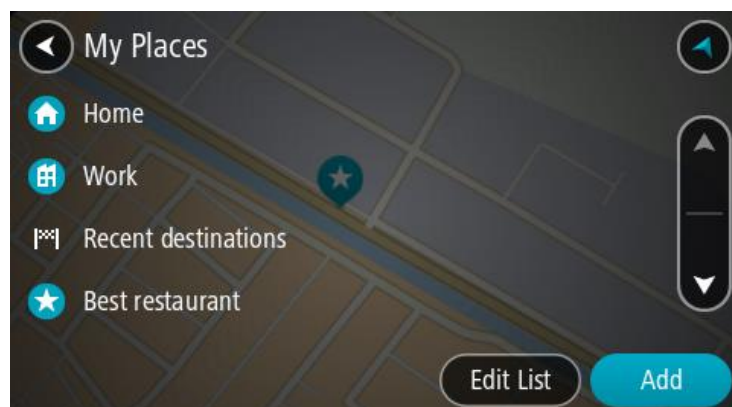 My Places
Home
Work
Recent destinations
Best restaurant
Edit List
Add